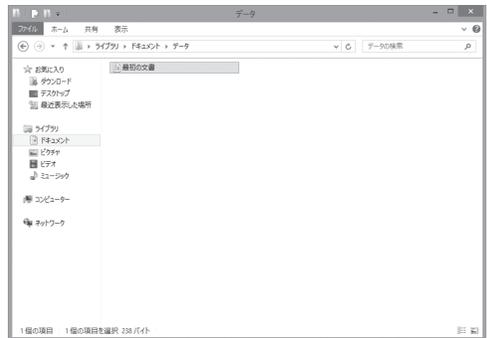 データ
ファイル ホーム 共有 表示
ライブラリ ドキュメント データ データの検索
お気に入り
ダウンロード
デスクトップ
最近表示した場所
最初の文書
ライブラリ
ドキュメント
ピクチャ
ビデオ
ミュージック
コンピューター
ネットワーク
1 個の項目 1 個の項目を選択 238 バイト